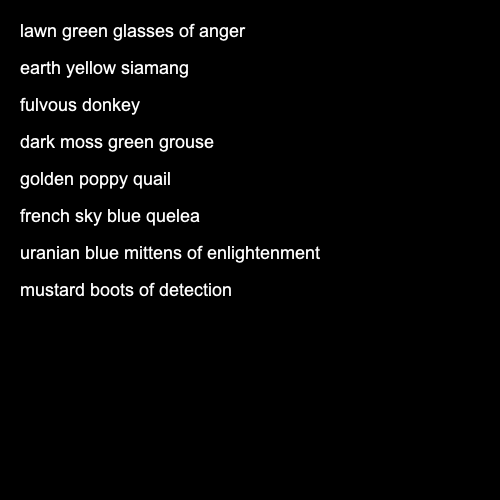 lawn green glasses of anger
earth yellow siamang
fulvous donkey
dark moss green grouse
golden poppy quail
french sky blue quelea
uranian blue mittens of enlightenment
mustard boots of detection